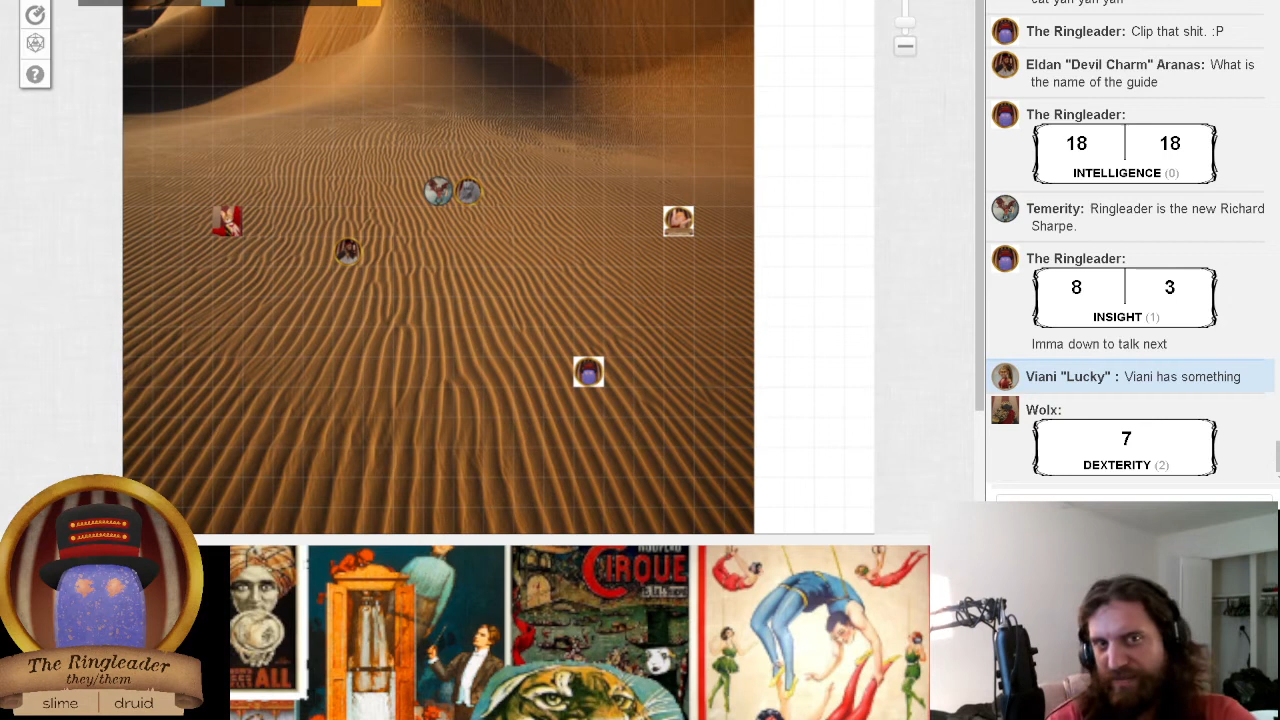 The Ringleader: Clip that shit. :P
Eldan "Devil Charm" Aranas: What is
the name of the guide
The Ringleader:
18 18
INTELLIGENCE (0)
Temerity: Ringleader is the new Richard
Sharpe.
The Ringleader:
8 3
INSIGHT (1)
Imma down to talk next
Viani "Lucky" : Viani has something
Wolx:
7
DEXTERITY (2)
CIRQUE
ALL
The Ringleader
they/them
slime druid